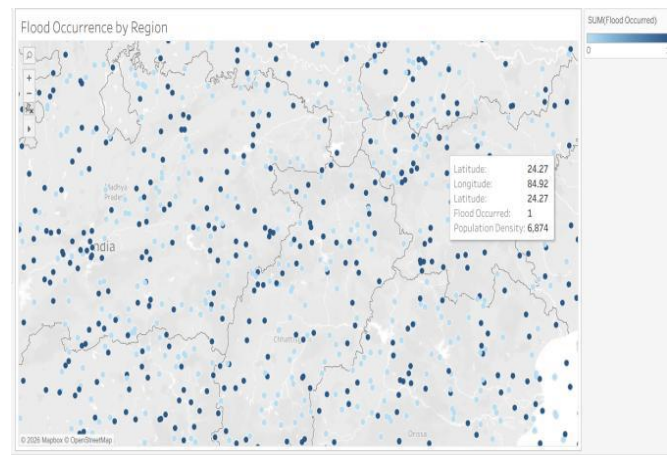 Flood Occurrence by Region
SUM(Flood Occurred)
0
Latitude: 24.27
Longitude: 84.92
Latitude: 24.27
Flood Occurred: 1
Population Density: 6,874
India
Orissa
© 2026 Mapbox © OpenStreetMap